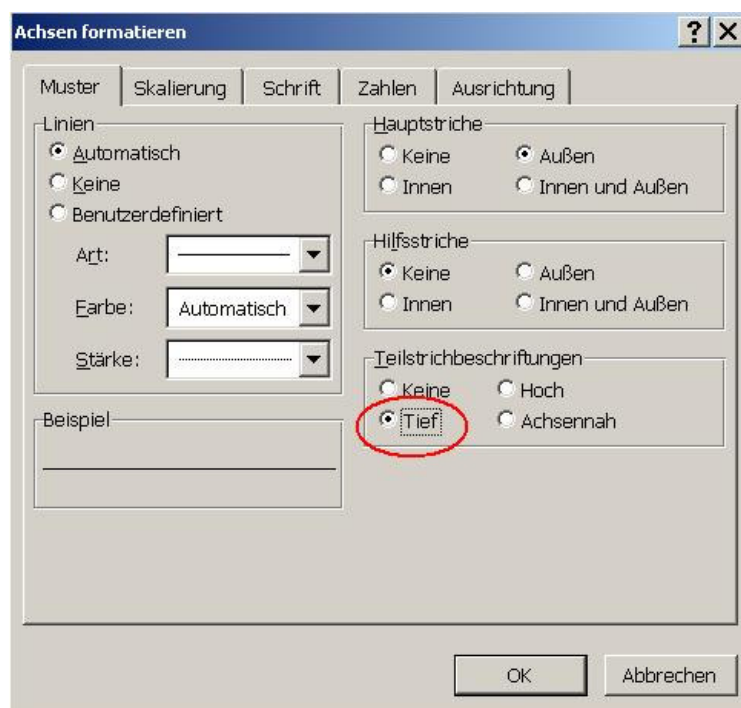 Achsen formatieren
Muster Skalierung Schrift Zahlen Ausrichtung
Linien
Automatisch
Keine
Benutzerdefiniert
Art:
Farbe: Automatisch
Stärke:
Beispiel
Hauptstriche
Keine Außen
Innen Innen und Außen
Hilfsstriche
Keine Außen
Innen Innen und Außen
Teilstrichbeschriftungen
Keine Hoch
Tief Achsennah
OK Abbrechen